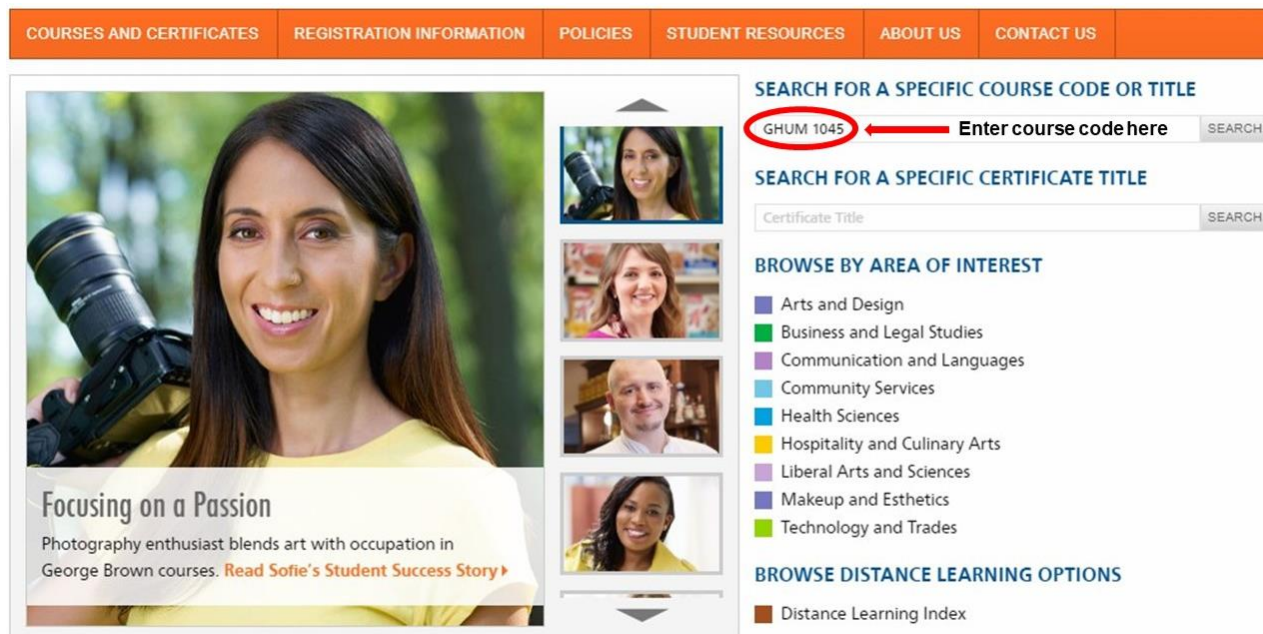 COURSES AND CERTIFICATES
REGISTRATION INFORMATION
POLICIES
STUDENT RESOURCES
ABOUT US
CONTACT US
Focusing on a Passion
Photography enthusiast blends art with occupation in
George Brown courses. Read Sofie's Student Success Story
SEARCH FOR A SPECIFIC COURSE CODE OR TITLE
GHUM 1045
Enter course code here
SEARCH
SEARCH FOR A SPECIFIC CERTIFICATE TITLE
Certificate Title
SEARCH
BROWSE BY AREA OF INTEREST
Arts and Design
Business and Legal Studies
Communication and Languages
Community Services
Health Sciences
Hospitality and Culinary Arts
Liberal Arts and Sciences
Makeup and Esthetics
Technology and Trades
BROWSE DISTANCE LEARNING OPTIONS
Distance Learning Index